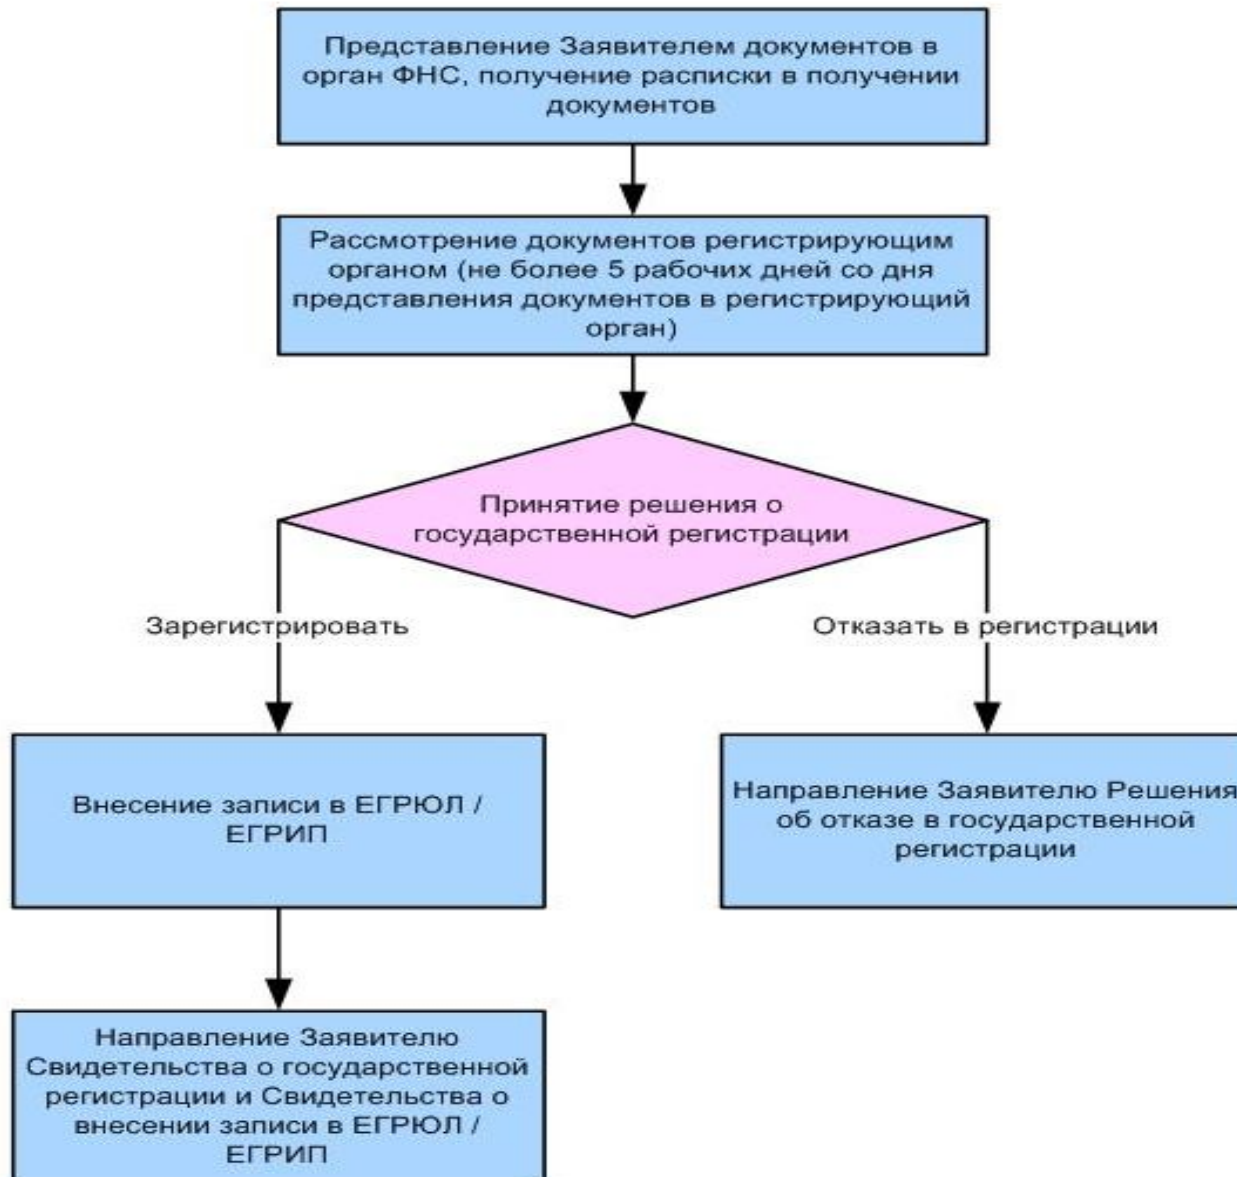 Представление Заявителем документов в
орган ФНС, получение расписки в получении
документов
Рассмотрение документов регистрирующим
органом (не более 5 рабочих дней со дня
представления документов в регистрирующий
орган)
Принятие решения о
государственной регистрации
Зарегистрировать
Отказать в регистрации
Внесение записи в ЕГРЮЛ /
ЕГРИП
Направление Заявителю Решения
об отказе в государственной
регистрации
Направление Заявителю
Свидетельства о государственной
регистрации и Свидетельства о
внесении записи в ЕГРЮЛ /
ЕГРИП